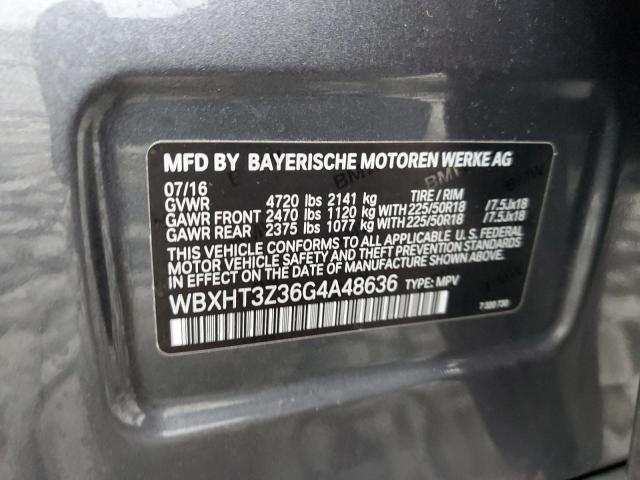 MFD BY BAYERISCHE MOTOREN WERKE AG
07/16
GVWR 4720 lbs 2141 kg TIRE / RIM
GAWR FRONT 2470 lbs 1120 kg WITH 225/50R18 /7.5Jx18
GAWR REAR 2375 lbs 1077 kg WITH 225/50R18 /7.5Jx18
THIS VEHICLE CONFORMS TO ALL APPLICABLE U. S. FEDERAL
MOTOR VEHICLE SAFETY AND THEFT PREVENTION STANDARDS
IN EFFECT ON THE DATE OF MANUFACTURE SHOWN ABOVE.
WBXHT3Z36G4A48636 TYPE: MPV